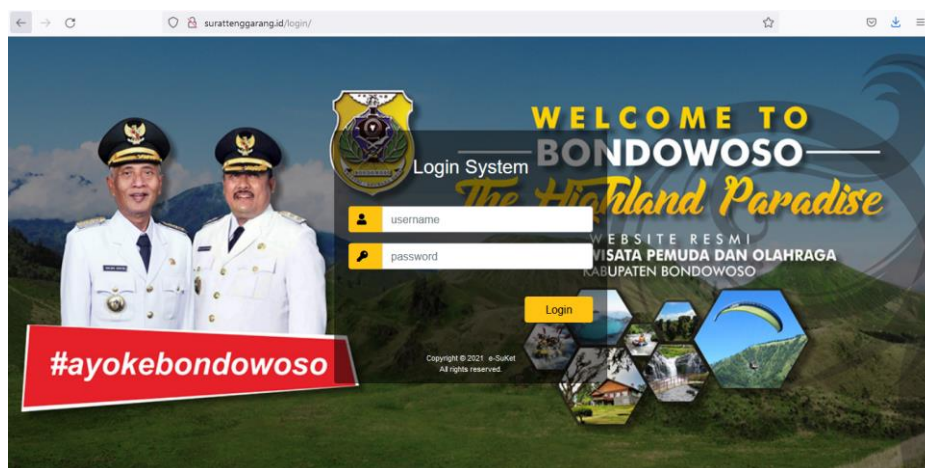 surattenggarang.id/login/
WELCOME TO
BONDOWOSO
The Highland Paradise
Login System
username
password
WEBSITE RESMI
WISATA PEMUDA DAN OLAHRAGA
KABUPATEN BONDOWOSO
Login
#ayokebondowoso
Copyright © 2021 e-SuKet
All rights reserved.